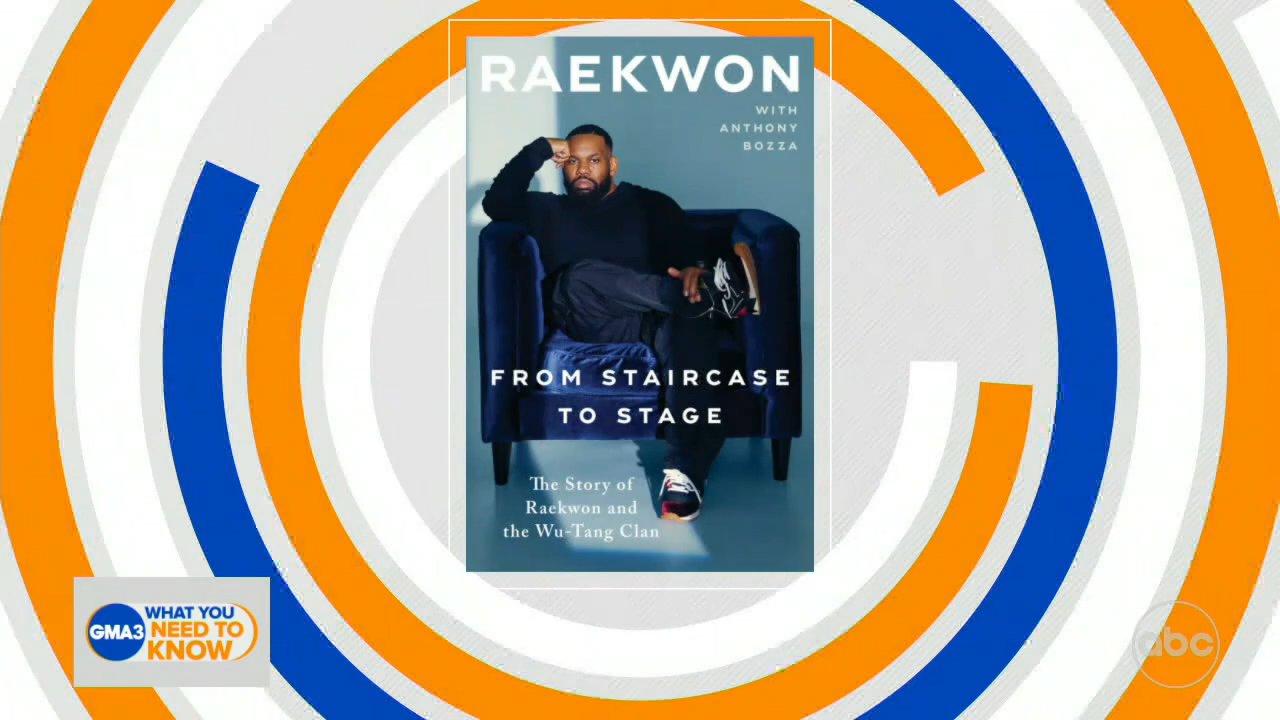 RAEKWON
WITH
ANTHONY
BOZZA
FROM STAIRCASE
TO STAGE
The Story of
Raekwon and
the Wu-Tang Clan
GMA3
WHAT YOU
NEED TO
KNOW
abc